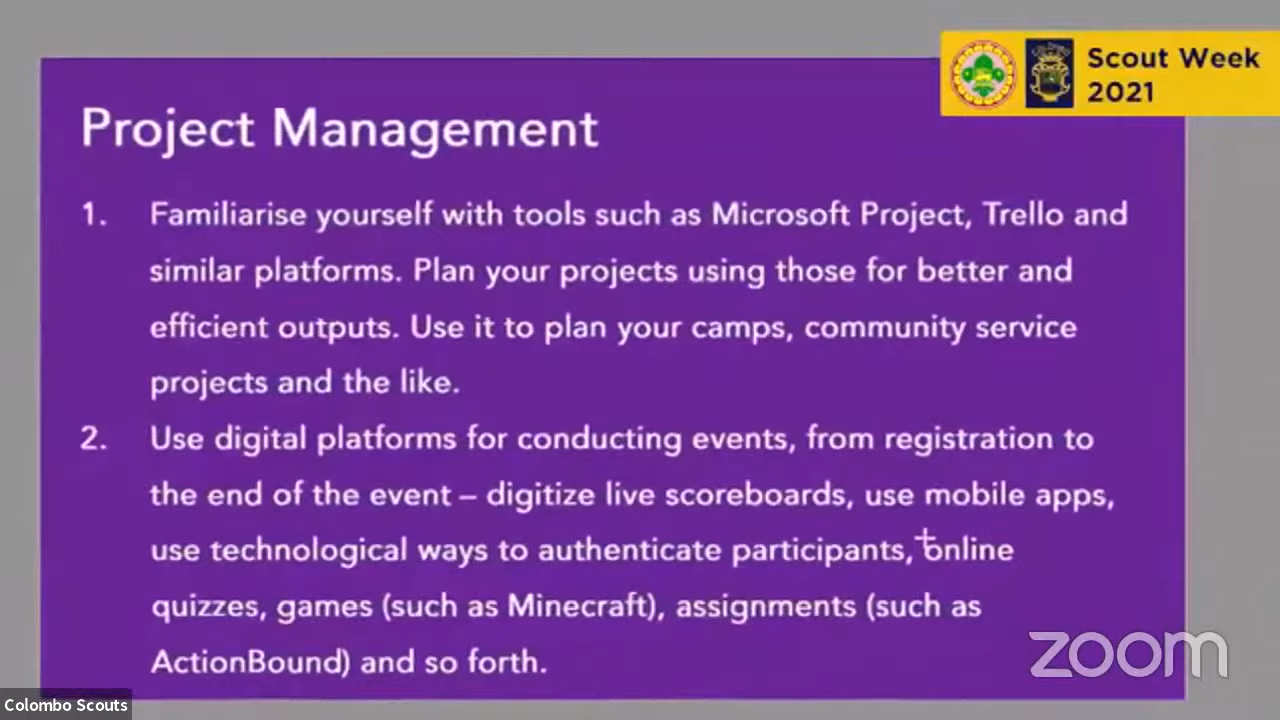 Scout Week
2021
Project Management
1. Familiarise yourself with tools such as Microsoft Project, Trello and
similar platforms. Plan your projects using those for better and
efficient outputs. Use it to plan your camps, community service
projects and the like.
2. Use digital platforms for conducting events, from registration to
the end of the event – digitize live scoreboards, use mobile apps,
use technological ways to authenticate participants, online
quizzes, games (such as Minecraft), assignments (such as
ActionBound) and so forth.
zoom
Colombo Scouts